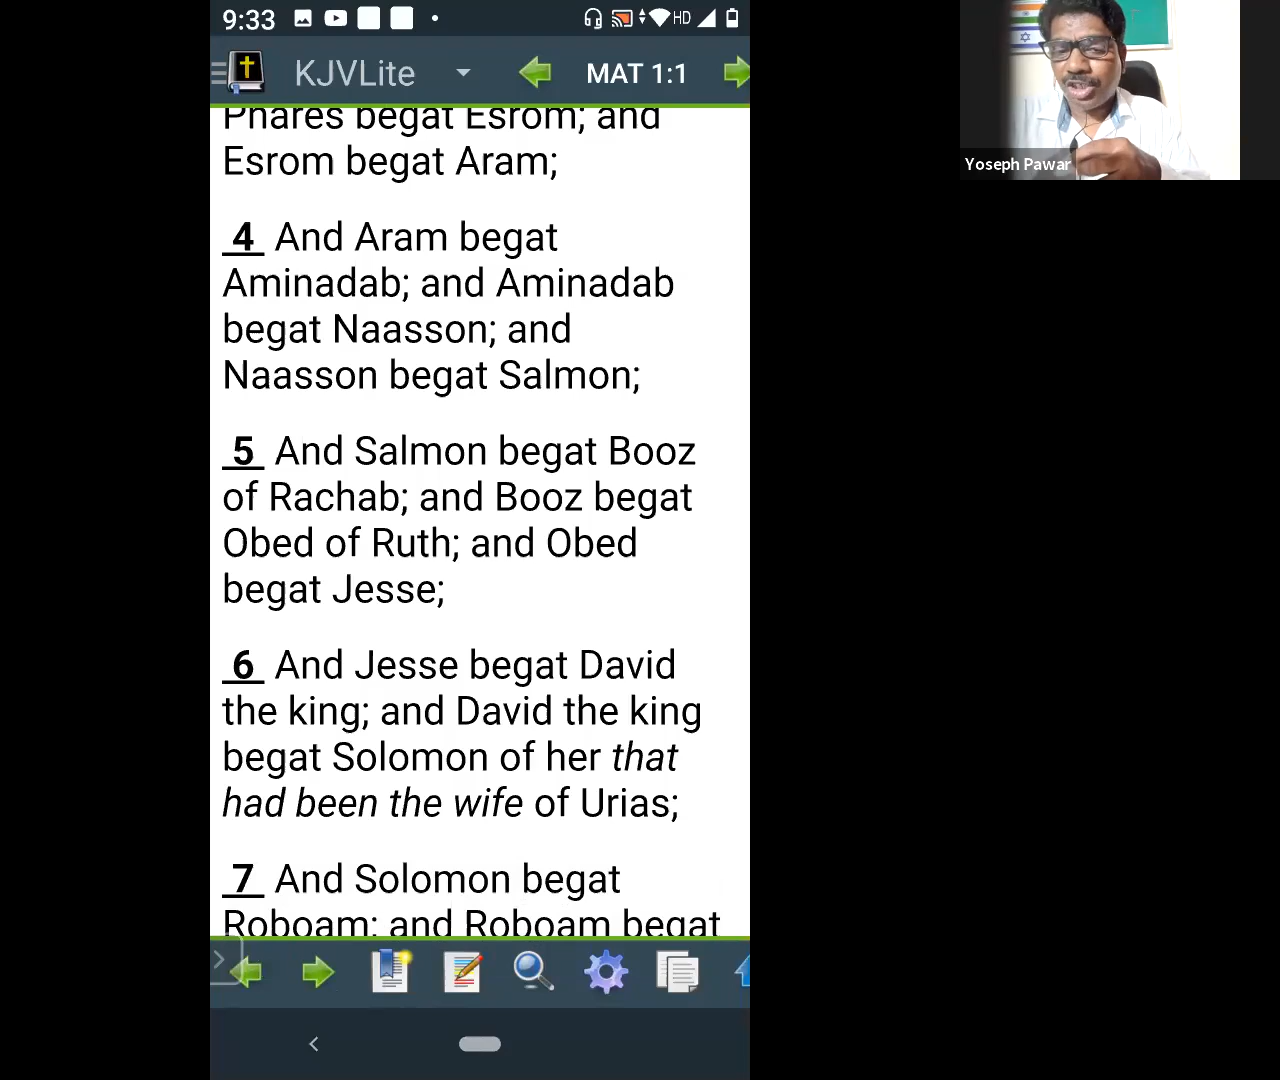 9:33
HD
KJVLite
MAT 1:1
Phares begat Esrom; and
Esrom begat Aram;
4 And Aram begat
Aminadab; and Aminadab
begat Naasson; and
Naasson begat Salmon;
5 And Salmon begat Booz
of Rachab; and Booz begat
Obed of Ruth; and Obed
begat Jesse;
6 And Jesse begat David
the king; and David the king
begat Solomon of her that
had been the wife of Urias;
7 And Solomon begat
Roboam; and Roboam begat
Yoseph Pawar